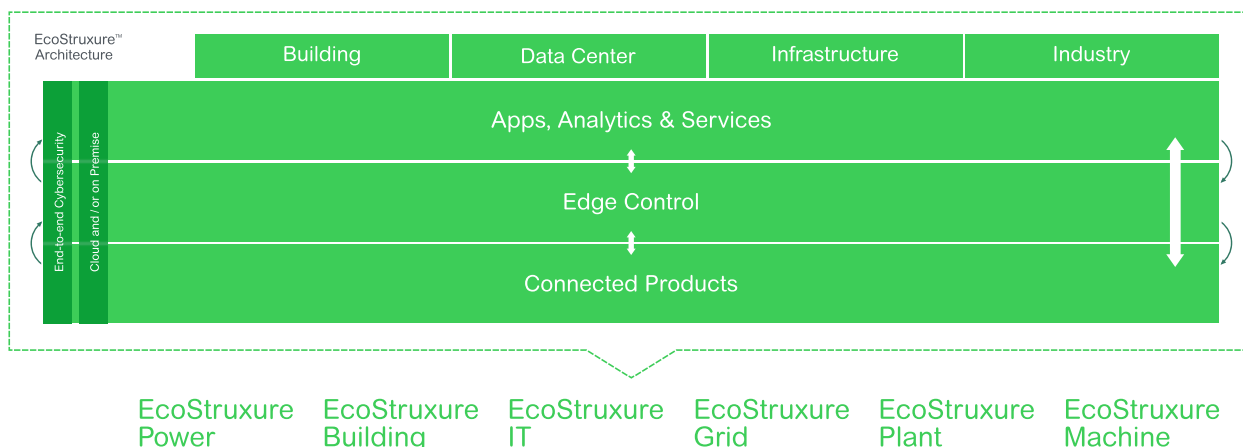 EcoStruxure™
Architecture
Building
Data Center
Infrastructure
Industry
End-to-end Cybersecurity
Cloud and / or on Premise
Apps, Analytics & Services
Edge Control
Connected Products
EcoStruxure
Power
EcoStruxure
Building
EcoStruxure
IT
EcoStruxure
Grid
EcoStruxure
Plant
EcoStruxure
Machine